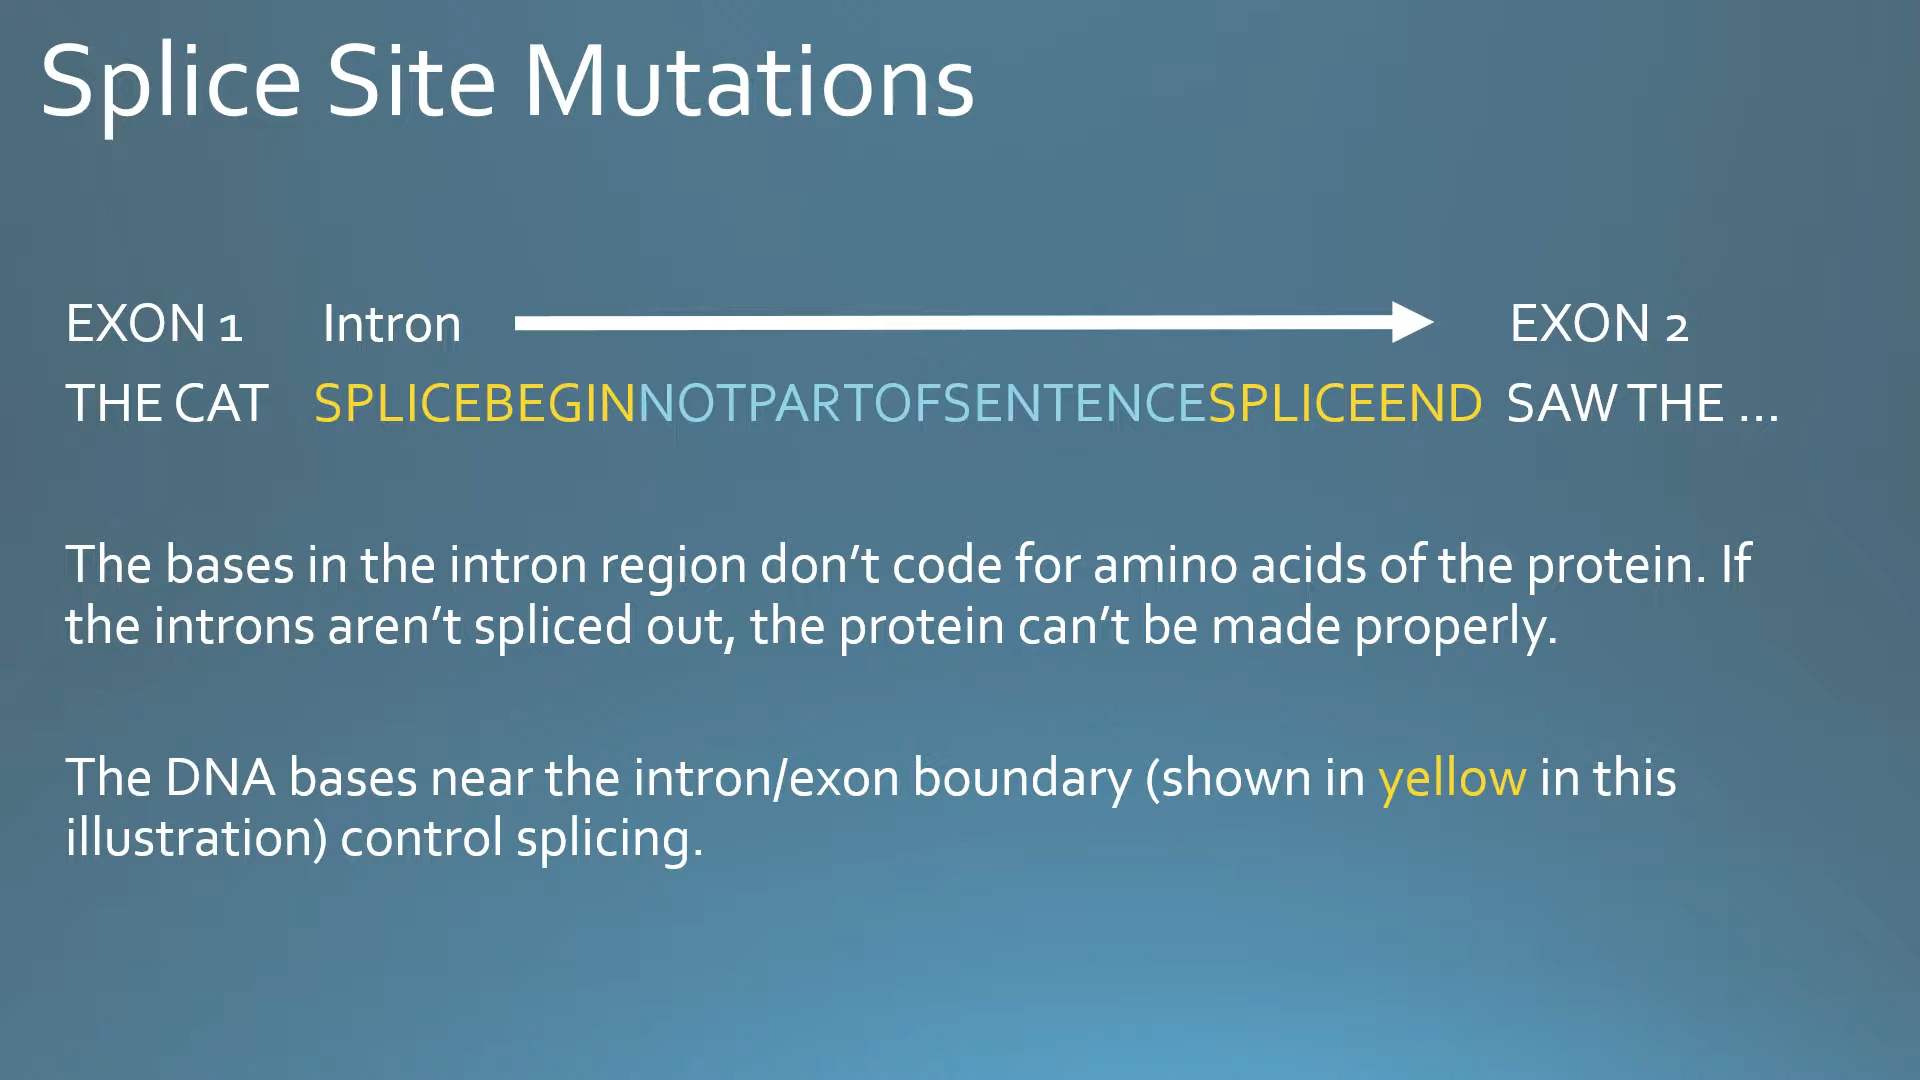 Splice Site Mutations
EXON 1 Intron EXON 2
THE CAT SPLICEBEGINNOTPARTOFSENTENCESPLICEEND SAW THE ...
The bases in the intron region don’t code for amino acids of the protein. If
the introns aren’t spliced out, the protein can’t be made properly.
The DNA bases near the intron/exon boundary (shown in yellow in this
illustration) control splicing.